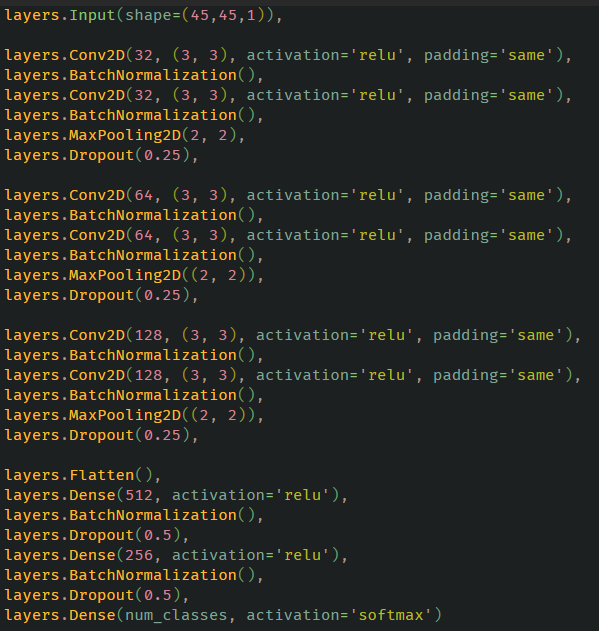 layers.Input(shape=(45,45,1)),
layers.Conv2D(32, (3, 3), activation='relu', padding='same'),
layers.BatchNormalization(),
layers.Conv2D(32, (3, 3), activation='relu', padding='same'),
layers.BatchNormalization(),
layers.MaxPooling2D(2, 2),
layers.Dropout(0.25),
layers.Conv2D(64, (3, 3), activation='relu', padding='same'),
layers.BatchNormalization(),
layers.Conv2D(64, (3, 3), activation='relu', padding='same'),
layers.BatchNormalization(),
layers.MaxPooling2D((2, 2)),
layers.Dropout(0.25),
layers.Conv2D(128, (3, 3), activation='relu', padding='same'),
layers.BatchNormalization(),
layers.Conv2D(128, (3, 3), activation='relu', padding='same'),
layers.BatchNormalization(),
layers.MaxPooling2D((2, 2)),
layers.Dropout(0.25),
layers.Flatten(),
layers.Dense(512, activation='relu'),
layers.BatchNormalization(),
layers.Dropout(0.5),
layers.Dense(256, activation='relu'),
layers.BatchNormalization(),
layers.Dropout(0.5),
layers.Dense(num_classes, activation='softmax')